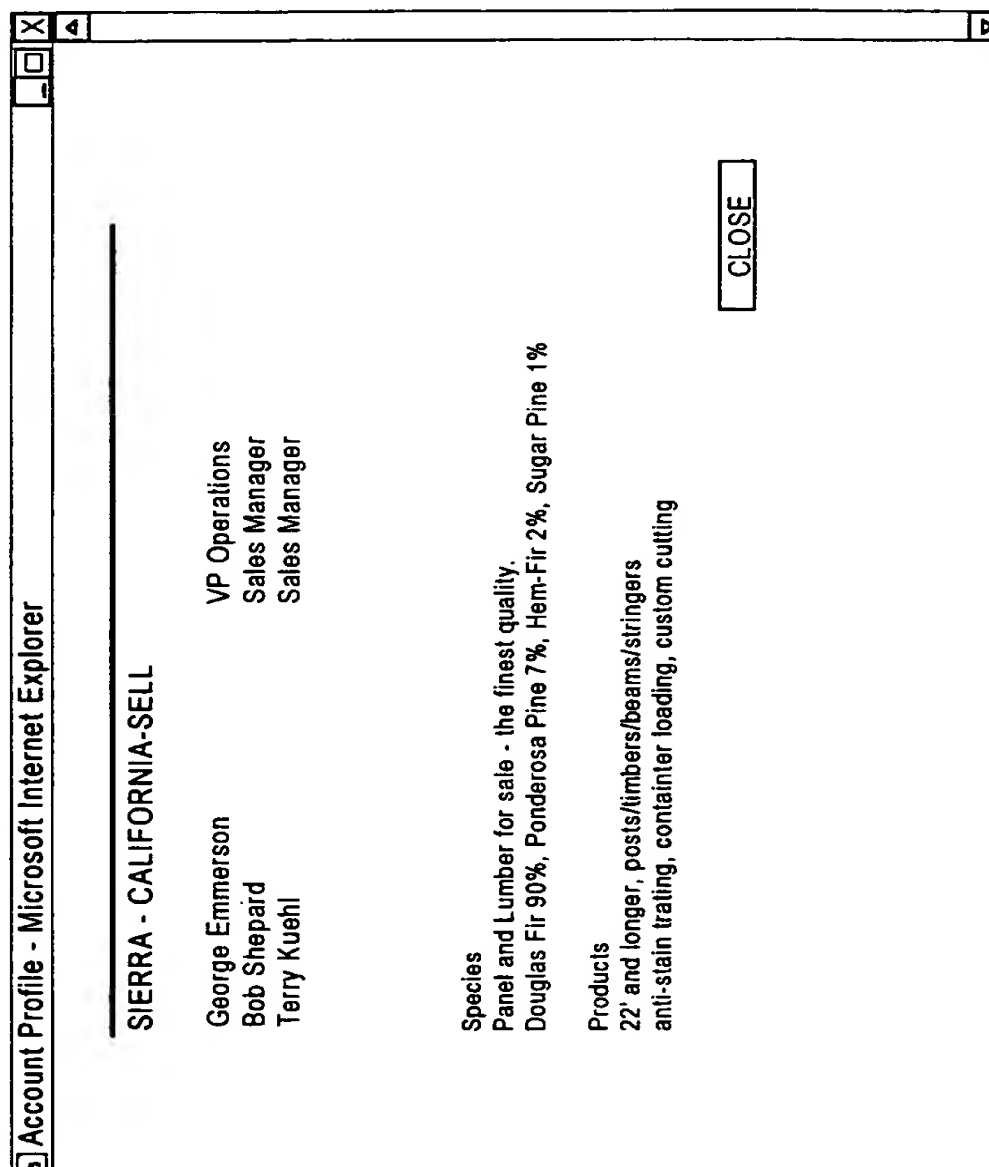 Account Profile - Microsoft Internet Explorer
SIERRA - CALIFORNIA-SELL
George Emmerson VP Operations
Bob Shepard Sales Manager
Terry Kuehl Sales Manager
Species
Panel and Lumber for sale - the finest quality.
Douglas Fir 90%, Ponderosa Pine 7%, Hem-Fir 2%, Sugar Pine 1%
Products
22' and longer, posts/timbers/beams/stringers
anti-stain trating, containter loading, custom cutting
CLOSE